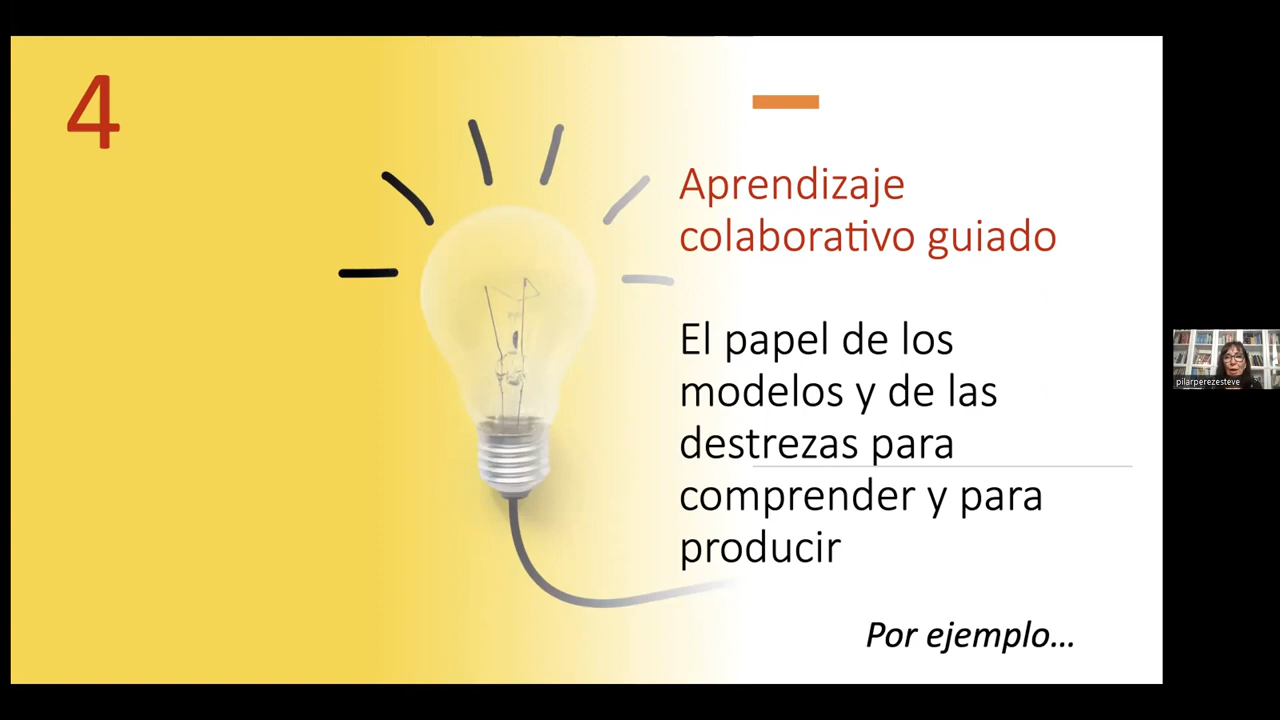 4
Aprendizaje
colaborativo guiado
El papel de los
modelos y de las
destrezas para
comprender y para
producir
Por ejemplo...
pilarperezesteve